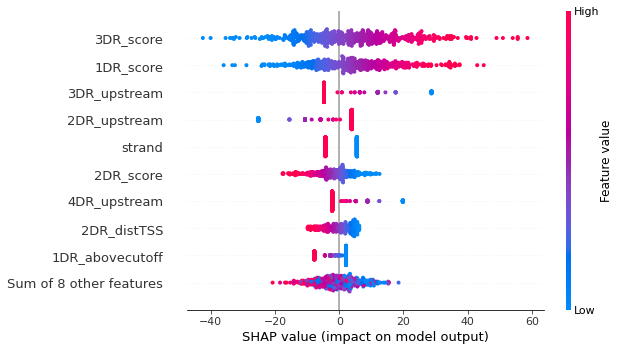 High
3DR_score
1DR_score
3DR_upstream
2DR_upstream
strand
2DR_score
4DR_upstream
2DR_distTSS
1DR_abovecutoff
Sum of 8 other features
Feature value
Low
−40 −20 0 20 40 60
SHAP value (impact on model output)